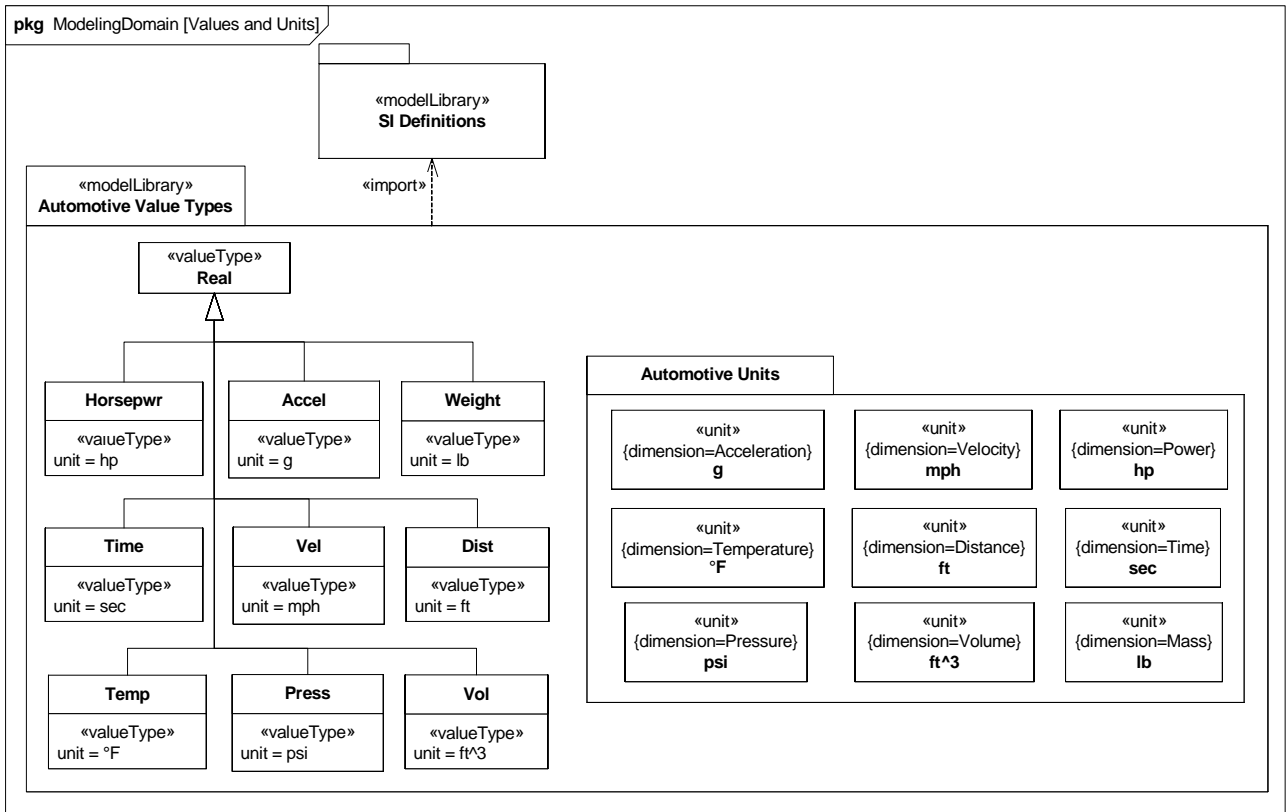 pkg ModelingDomain [Values and Units]
«modelLibrary»
SI Definitions
«import»
«modelLibrary»
Automotive Value Types
«valueType»
Real
Horsepwr
«valueType»
unit = hp
Accel
«valueType»
unit = g
Weight
«valueType»
unit = lb
Time
«valueType»
unit = sec
Vel
«valueType»
unit = mph
Dist
«valueType»
unit = ft
Temp
«valueType»
unit = °F
Press
«valueType»
unit = psi
Vol
«valueType»
unit = ft^3
Automotive Units
«unit»
{dimension=Acceleration}
g
«unit»
{dimension=Velocity}
mph
«unit»
{dimension=Power}
hp
«unit»
{dimension=Temperature}
°F
«unit»
{dimension=Distance}
ft
«unit»
{dimension=Time}
sec
«unit»
{dimension=Pressure}
psi
«unit»
{dimension=Volume}
ft^3
«unit»
{dimension=Mass}
lb